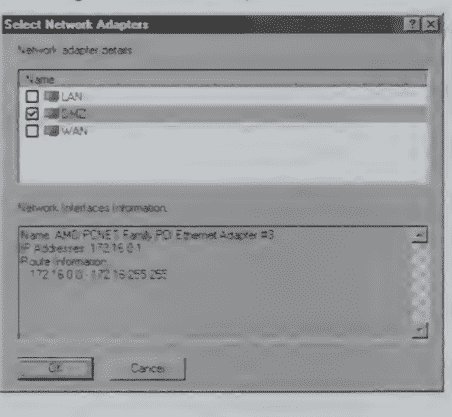 Select Network Adapters
Network adapter details
Name
LAN
DMZ
WAN
Network Interfaces Information:
Name: AMD PCNET Family PCI Ethernet Adapter #3
IP Addresses: 172.16.0.1
Route Information:
172.16.0.0 - 172.16.255.255
OK
Cancel